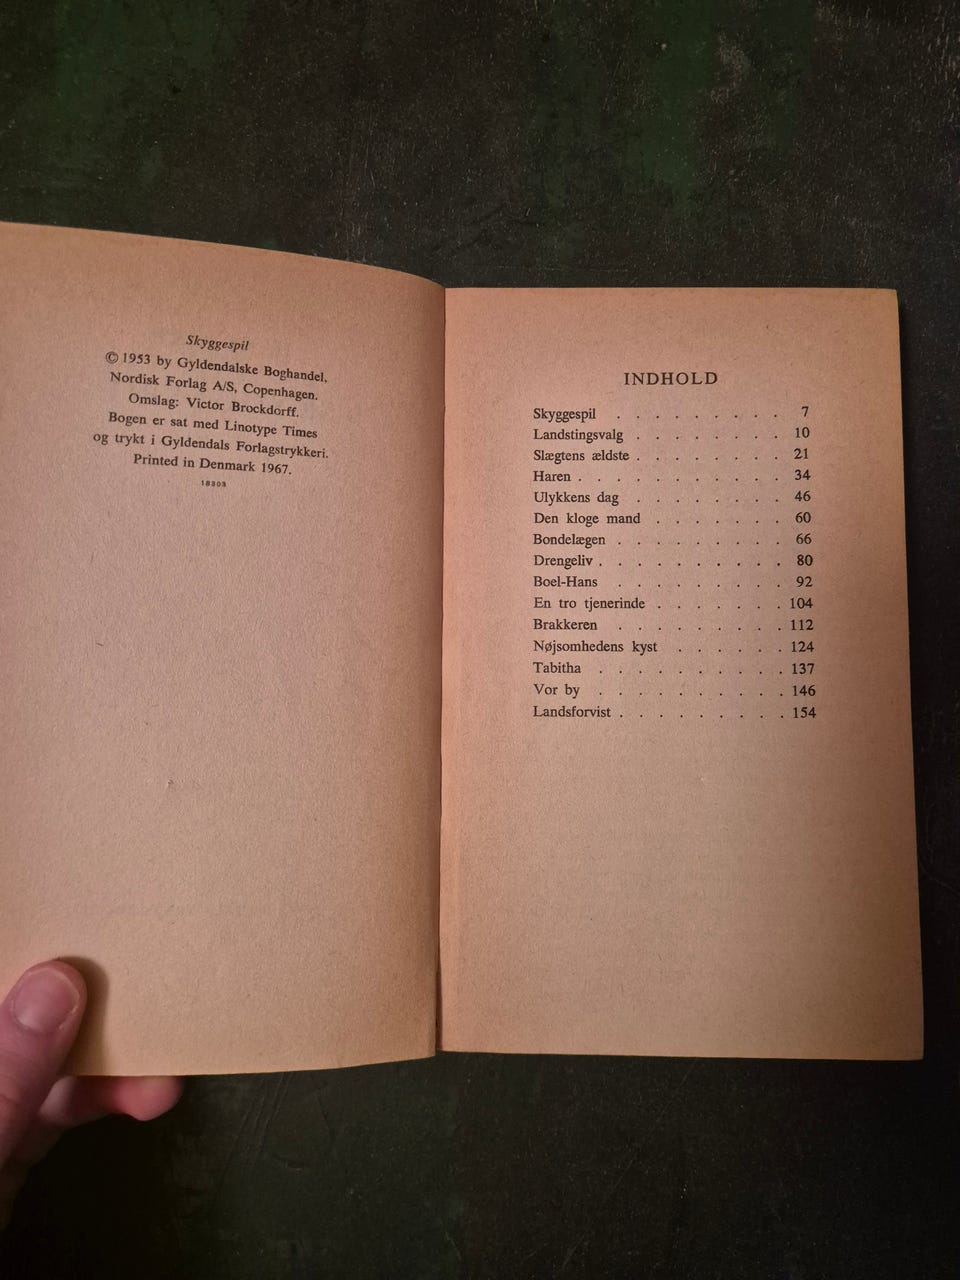 Skyggespil
© 1953 by Gyldendalske Boghandel,
Nordisk Forlag A/S, Copenhagen.
Omslag: Victor Brockdorff.
Bogen er sat med Linotype Times
og trykt i Gyldendals Forlagstrykkeri.
Printed in Denmark 1967.
18303
INDHOLD
Skyggespil . . . . . . . . . 7
Landstingsvalg . . . . . . . . 10
Slægtens ældste . . . . . . . . 21
Haren . . . . . . . . . . . 34
Ulykkens dag . . . . . . . . 46
Den kloge mand . . . . . . . 60
Bondelægen . . . . . . . . . 66
Drengeliv . . . . . . . . . . 80
Boel-Hans . . . . . . . . . 92
En tro tjenerinde . . . . . . . 104
Brakkeren . . . . . . . . . 112
Nøjsomhedens kyst . . . . . . 124
Tabitha . . . . . . . . . . 137
Vor by . . . . . . . . . . 146
Landsforvist . . . . . . . . . 154